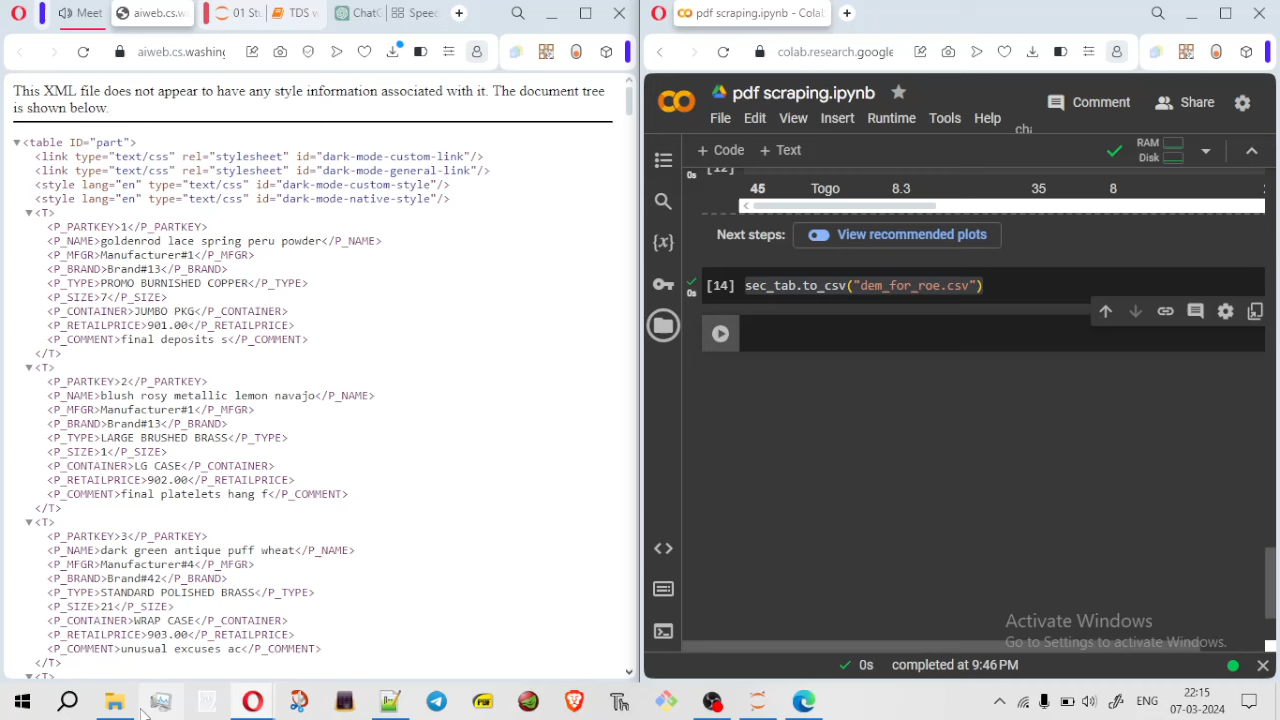 Meet
aiweb.cs.washing
01 Stu
TDS w
ChatG
Speec
aiweb.cs.washing
This XML file does not appear to have any style information associated with it. The document tree
is shown below.
▼<table ID="part">
<link type="text/css" rel="stylesheet" id="dark-mode-custom-link"/>
<link type="text/css" rel="stylesheet" id="dark-mode-general-link"/>
<style lang="en" type="text/css" id="dark-mode-custom-style"/>
<style lang="en" type="text/css" id="dark-mode-native-style"/>
▼<T>
<P_PARTKEY>1</P_PARTKEY>
<P_NAME>goldenrod lace spring peru powder</P_NAME>
<P_MFGR>Manufacturer#1</P_MFGR>
<P_BRAND>Brand#13</P_BRAND>
<P_TYPE>PROMO BURNISHED COPPER</P_TYPE>
<P_SIZE>7</P_SIZE>
<P_CONTAINER>JUMBO PKG</P_CONTAINER>
<P_RETAILPRICE>901.00</P_RETAILPRICE>
<P_COMMENT>final deposits s</P_COMMENT>
</T>
▼<T>
<P_PARTKEY>2</P_PARTKEY>
<P_NAME>blush rosy metallic lemon navajo</P_NAME>
<P_MFGR>Manufacturer#1</P_MFGR>
<P_BRAND>Brand#13</P_BRAND>
<P_TYPE>LARGE BRUSHED BRASS</P_TYPE>
<P_SIZE>1</P_SIZE>
<P_CONTAINER>LG CASE</P_CONTAINER>
<P_RETAILPRICE>902.00</P_RETAILPRICE>
<P_COMMENT>final platelets hang f</P_COMMENT>
</T>
▼<T>
<P_PARTKEY>3</P_PARTKEY>
<P_NAME>dark green antique puff wheat</P_NAME>
<P_MFGR>Manufacturer#4</P_MFGR>
<P_BRAND>Brand#42</P_BRAND>
<P_TYPE>STANDARD POLISHED BRASS</P_TYPE>
<P_SIZE>21</P_SIZE>
<P_CONTAINER>WRAP CASE</P_CONTAINER>
<P_RETAILPRICE>903.00</P_RETAILPRICE>
<P_COMMENT>unusual excuses ac</P_COMMENT>
</T>
▼<T>
pdf scraping.ipynb - Colab
colab.research.google
pdf scraping.ipynb
Comment Share
File Edit View Insert Runtime Tools Help
+ Code + Text
RAM
Disk
[12]
0s
45 Togo 8.3 35 8
Next steps: View recommended plots
[14] sec_tab.to_csv("dem_for_roe.csv")
0s
Activate Windows
Go to Settings to activate Windows.
0s completed at 9:46 PM
ENG
22:15
07-03-2024